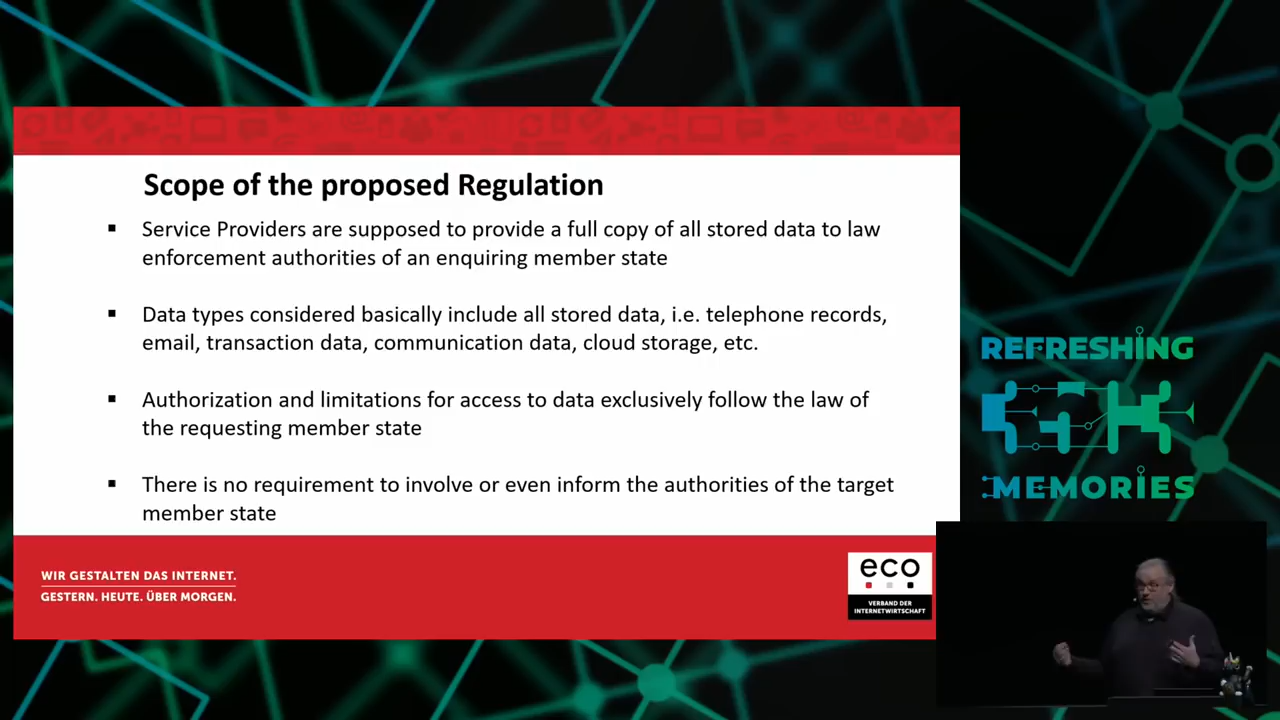 Scope of the proposed Regulation
▪ Service Providers are supposed to provide a full copy of all stored data to law
enforcement authorities of an enquiring member state
▪ Data types considered basically include all stored data, i.e. telephone records,
email, transaction data, communication data, cloud storage, etc.
▪ Authorization and limitations for access to data exclusively follow the law of
the requesting member state
▪ There is no requirement to involve or even inform the authorities of the target
member state
WIR GESTALTEN DAS INTERNET.
GESTERN. HEUTE. ÜBER MORGEN.
eco
VERBAND DER
INTERNETWIRTSCHAFT
REFRESHING
MEMORIES